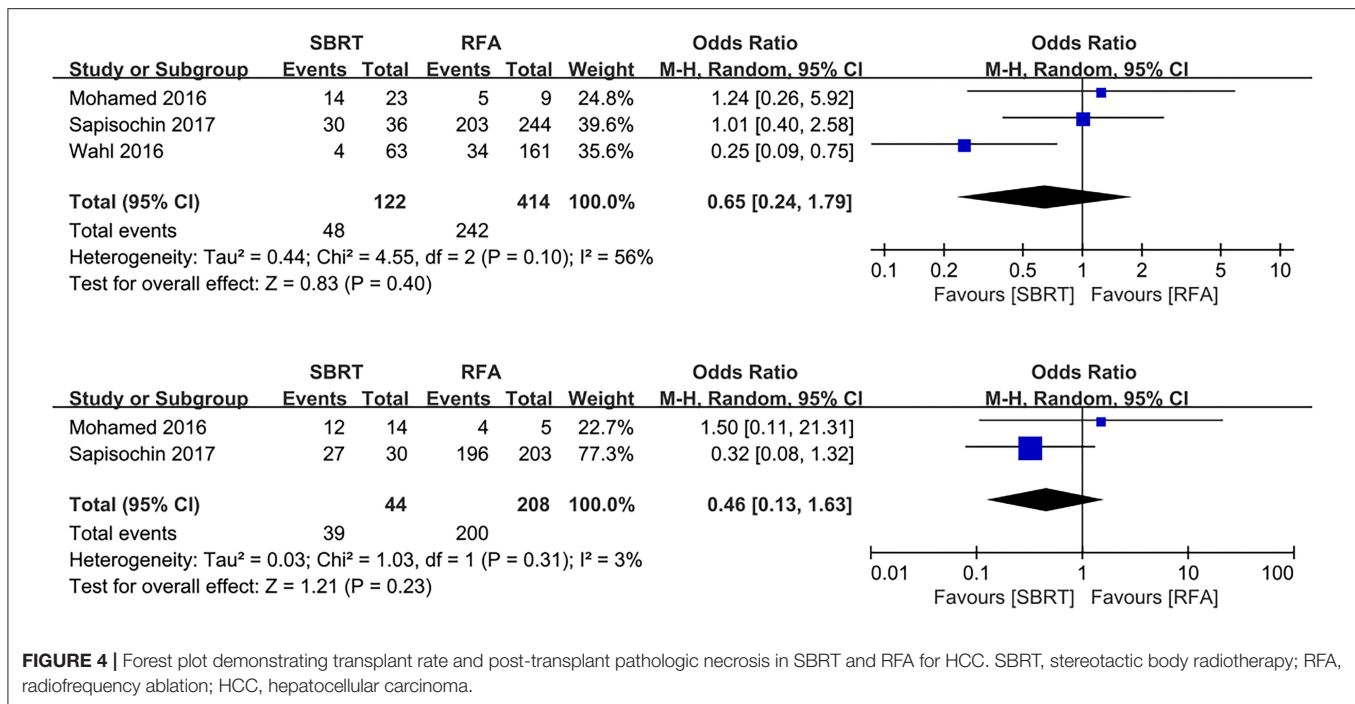 SBRT RFA Odds Ratio Odds Ratio
Study or Subgroup Events Total Events Total Weight M-H, Random, 95% CI M-H, Random, 95% CI
Mohamed 2016 14 23 5 9 24.8% 1.24 [0.26, 5.92]
Sapisochin 2017 30 36 203 244 39.6% 1.01 [0.40, 2.58]
Wahl 2016 4 63 34 161 35.6% 0.25 [0.09, 0.75]
Total (95% CI) 122 414 100.0% 0.65 [0.24, 1.79]
Total events 48 242
Heterogeneity: Tau² = 0.44; Chi² = 4.55, df = 2 (P = 0.10); I² = 56%
Test for overall effect: Z = 0.83 (P = 0.40)
0.1 0.2 0.5 1 2 5 10
Favours [SBRT] Favours [RFA]
SBRT RFA Odds Ratio Odds Ratio
Study or Subgroup Events Total Events Total Weight M-H, Random, 95% CI M-H, Random, 95% CI
Mohamed 2016 12 14 4 5 22.7% 1.50 [0.11, 21.31]
Sapisochin 2017 27 30 196 203 77.3% 0.32 [0.08, 1.32]
Total (95% CI) 44 208 100.0% 0.46 [0.13, 1.63]
Total events 39 200
Heterogeneity: Tau² = 0.03; Chi² = 1.03, df = 1 (P = 0.31); I² = 3%
Test for overall effect: Z = 1.21 (P = 0.23)
0.01 0.1 1 10 100
Favours [SBRT] Favours [RFA]
FIGURE 4 | Forest plot demonstrating transplant rate and post-transplant pathologic necrosis in SBRT and RFA for HCC. SBRT, stereotactic body radiotherapy; RFA,
radiofrequency ablation; HCC, hepatocellular carcinoma.